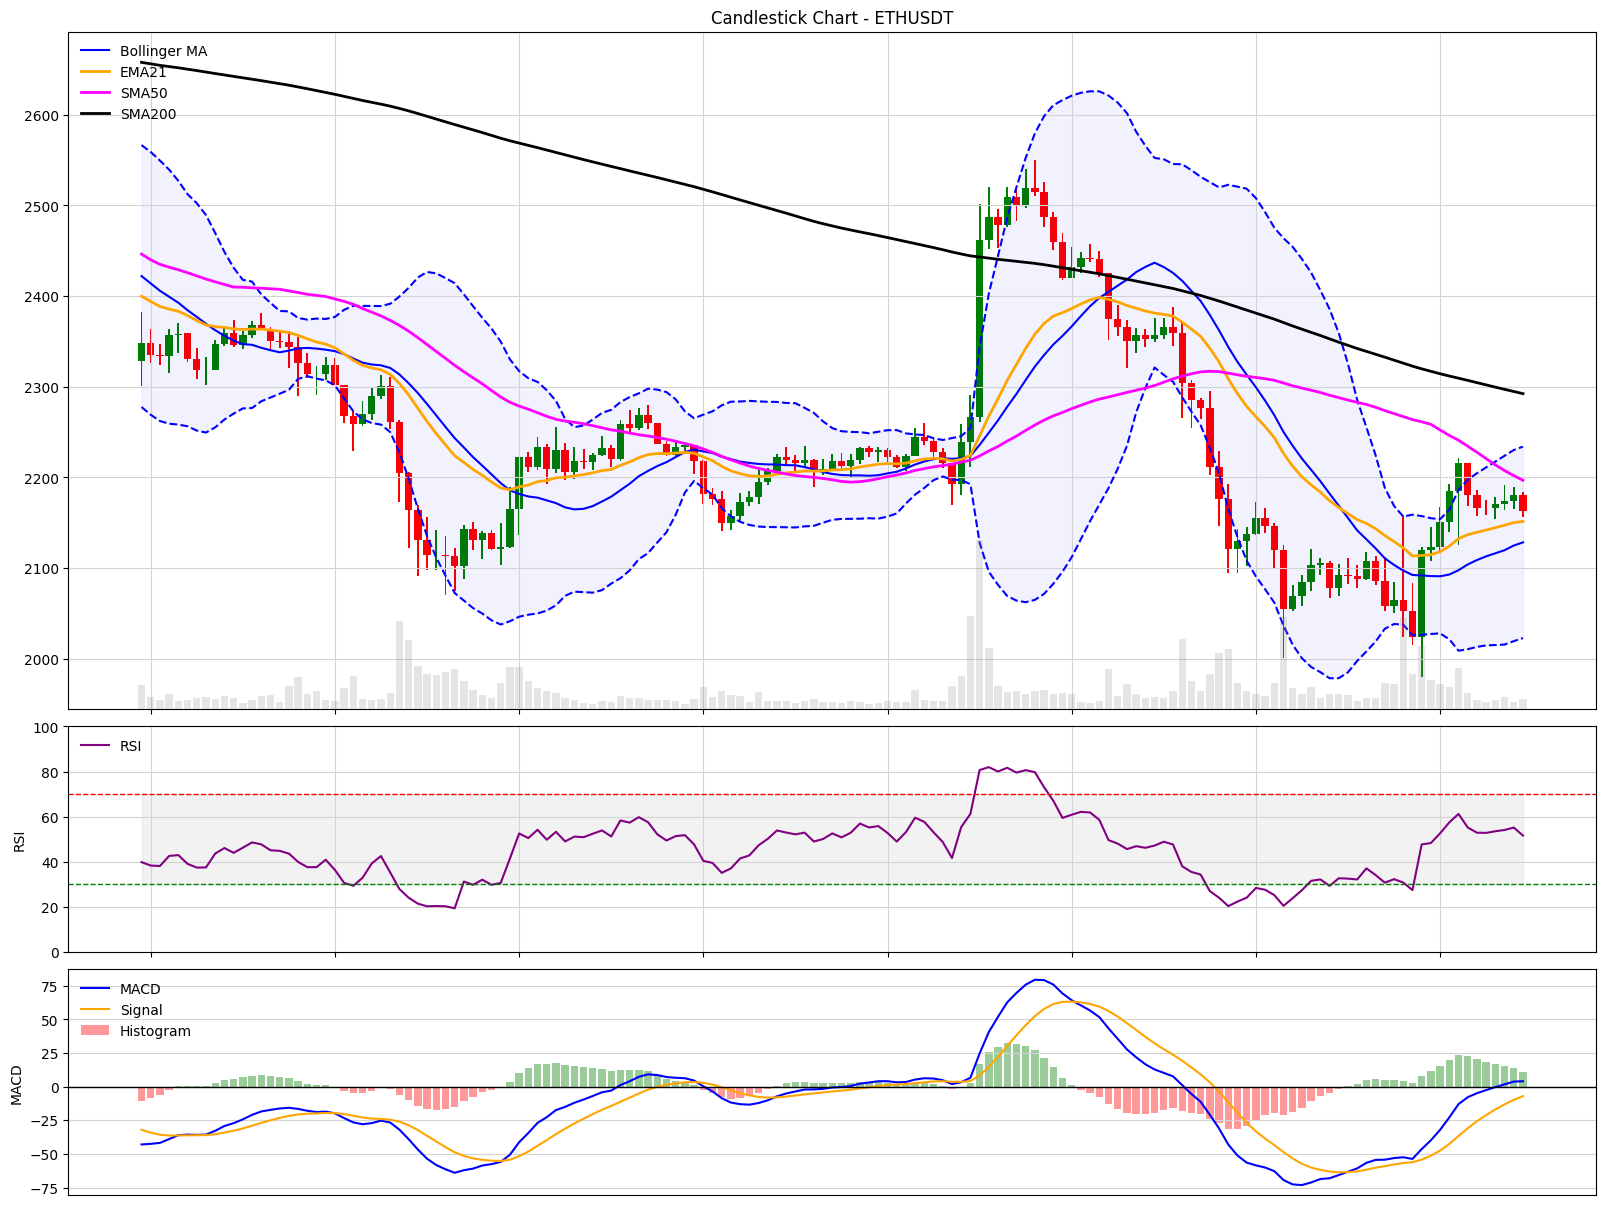 Candlestick Chart - ETHUSDT
Bollinger MA
EMA21
SMA50
SMA200
2600
2500
2400
2300
2200
2100
2000
RSI
100
80
60
40
20
0
RSI
MACD
Signal
Histogram
75
50
25
0
−25
−50
−75
MACD